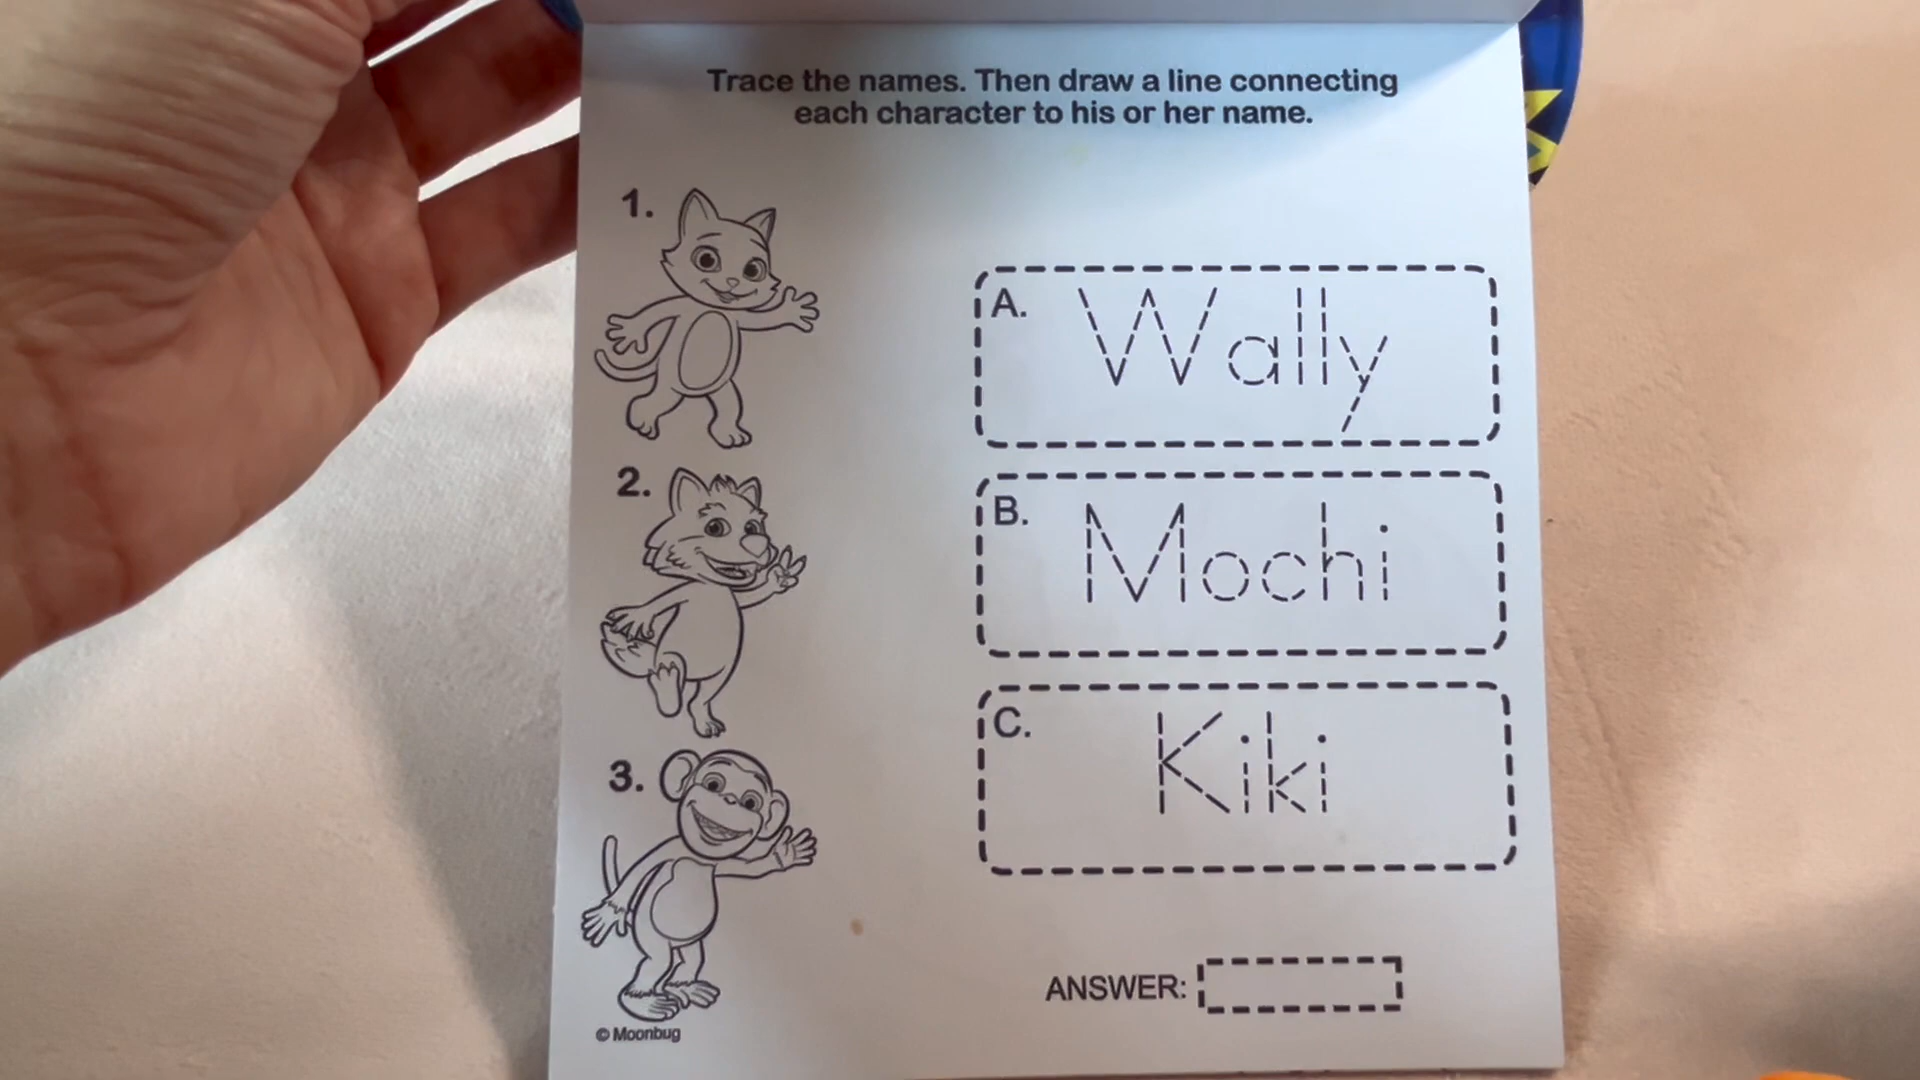 Trace the names. Then draw a line connecting
each character to his or her name.
1.
A. Wally
2.
B. Mochi
3.
C. Kiki
ANSWER:
© Moonbug